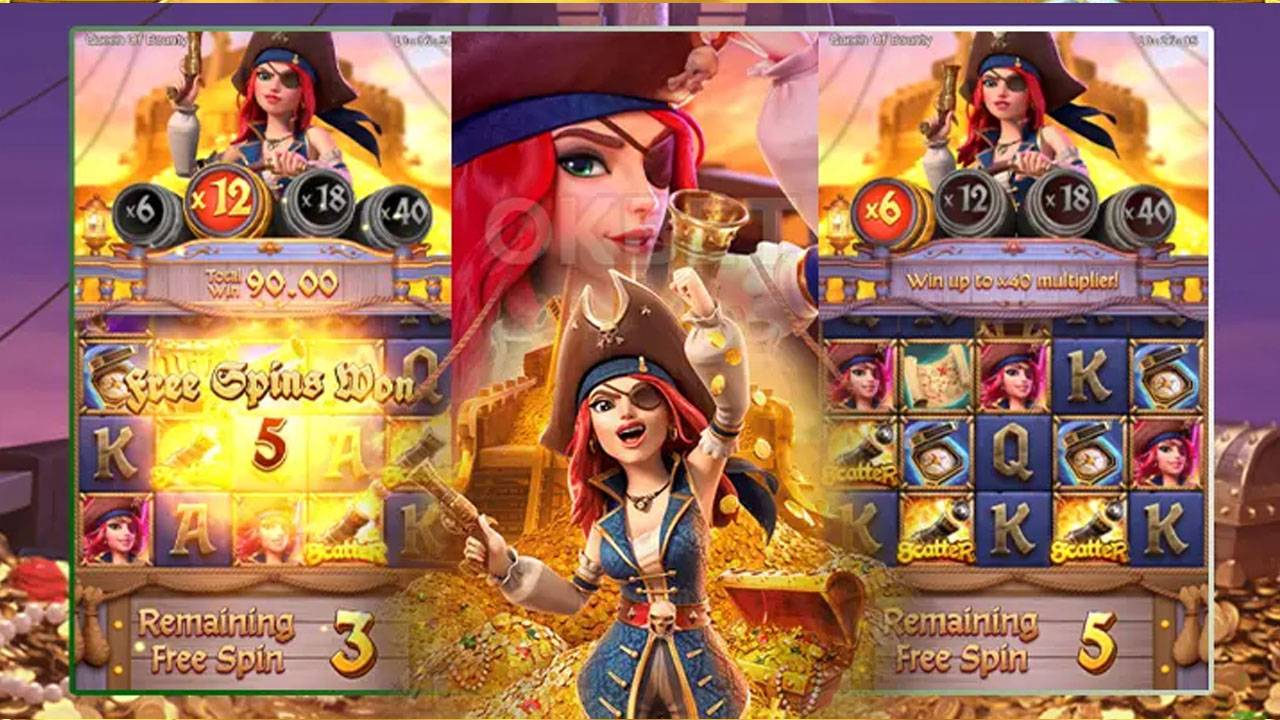 Queen Of Bounty
x6
x12
x18
x40
Total
Win 90.00
Free Spins Won
5
Q
K
A
Scatter
A
Scatter
K
Remaining
Free Spin
3
OKBET
Queen Of Bounty
x6
x12
x18
x40
Win up to x40 multiplier!
K
Scatter
Q
K
Scatter
K
Scatter
K
Remaining
Free Spin
5